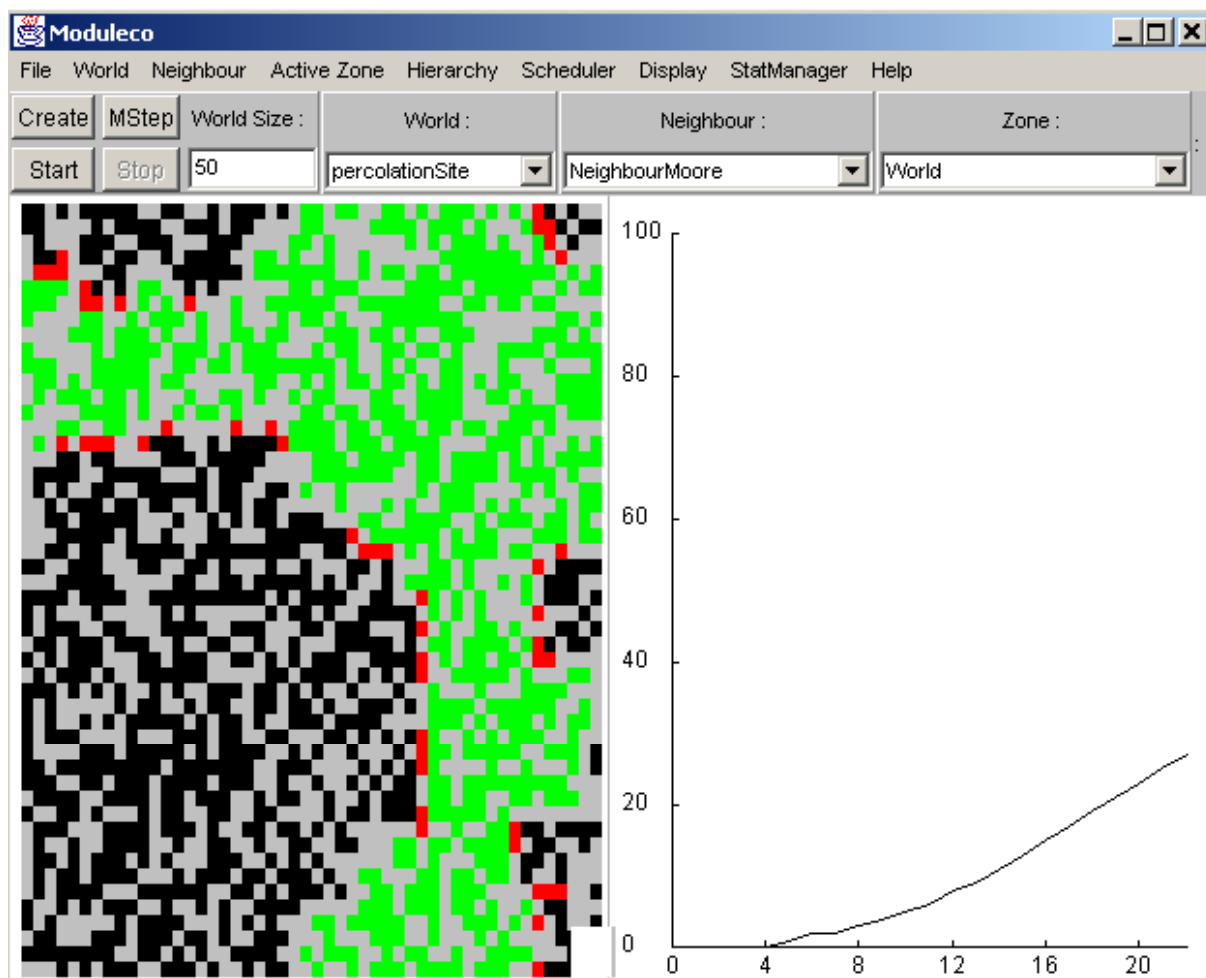 Moduleco
File World Neighbour Active Zone Hierarchy Scheduler Display StatManager Help
Create MStep World Size : World : Neighbour : Zone : :
Start Stop 50 percolationSite NeighbourMoore World
100
80
60
40
20
0
0 4 8 12 16 20